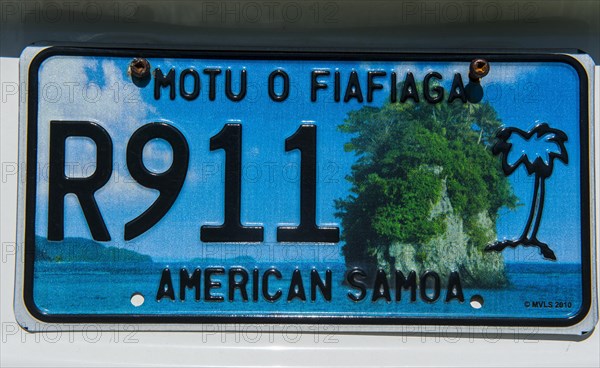 MOTU O FIAFIAGA
R911
AMERICAN SAMOA
© MVLS 2010